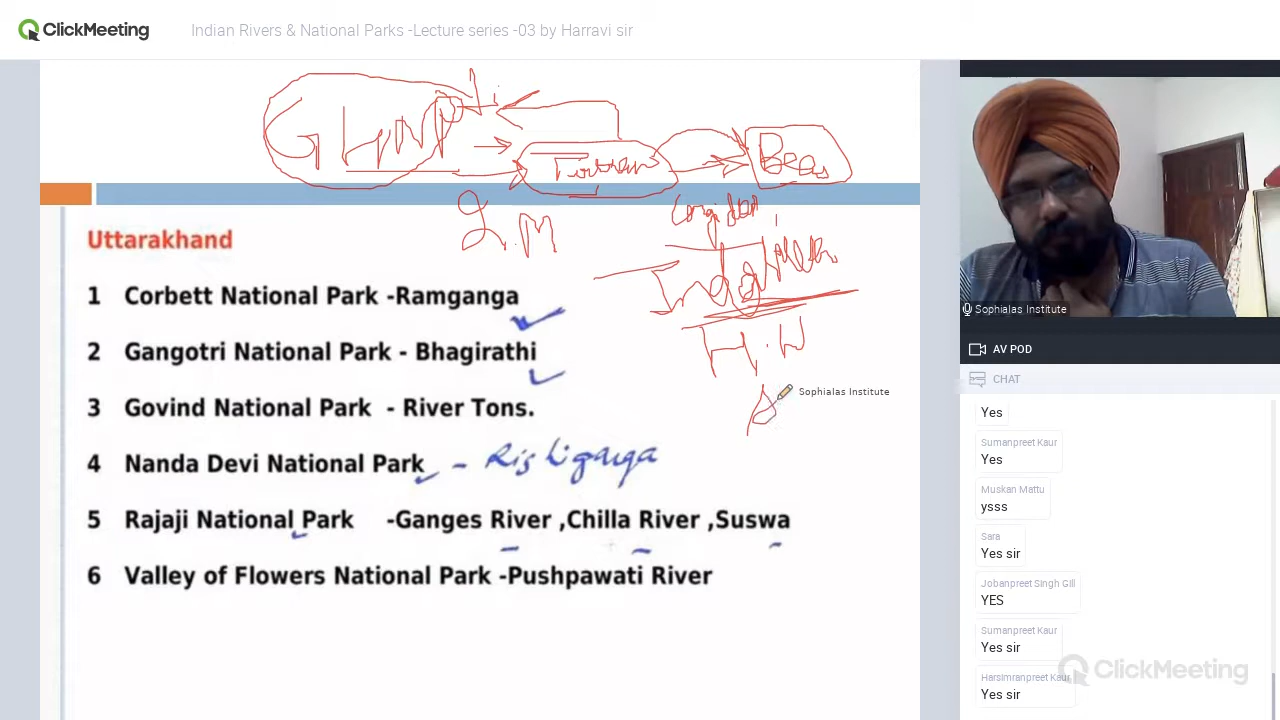 ClickMeeting
Indian Rivers & National Parks -Lecture series -03 by Harravi sir
Beas
Uttarakhand
1 Corbett National Park -Ramganga
2 Gangotri National Park - Bhagirathi
3 Govind National Park - River Tons.
4 Nanda Devi National Park - Rishiganga
5 Rajaji National Park -Ganges River ,Chilla River ,Suswa
6 Valley of Flowers National Park -Pushpawati River
Sophialas Institute
Sophialas Institute
AV POD
CHAT
Yes
Sumanpreet Kaur
Yes
Muskan Mattu
ysss
Sara
Yes sir
Jobanpreet Singh Gill
YES
Sumanpreet Kaur
Yes sir
Harsimranpreet Kaur
Yes sir
ClickMeeting